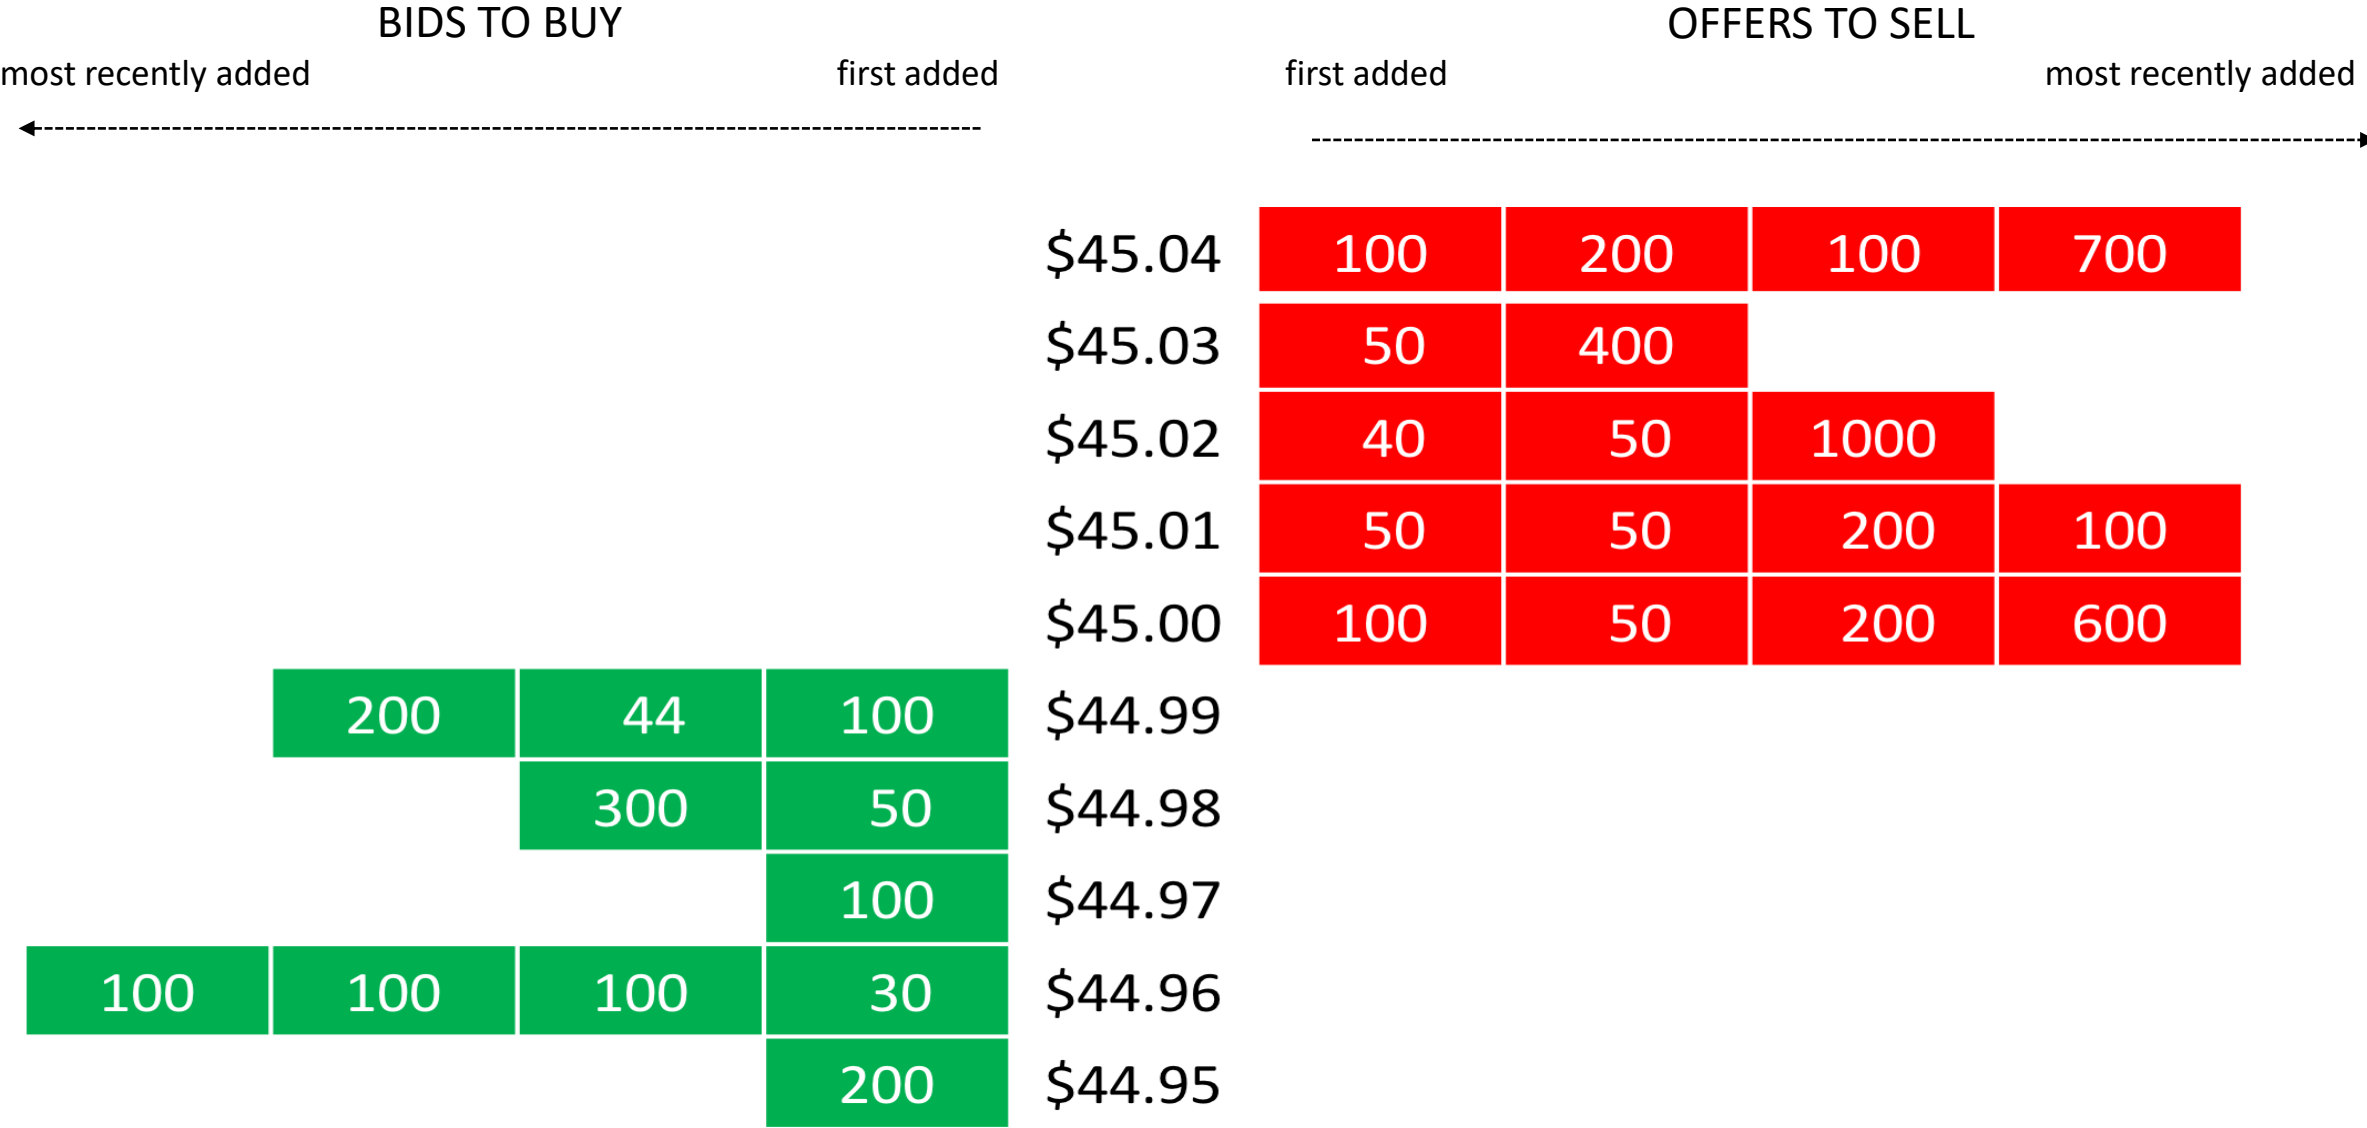 BIDS TO BUY
OFFERS TO SELL
most recently added first added
first added most recently added
$45.04 100 200 100 700
$45.03 50 400
$45.02 40 50 1000
$45.01 50 50 200 100
$45.00 100 50 200 600
200 44 100 $44.99
300 50 $44.98
100 $44.97
100 100 100 30 $44.96
200 $44.95